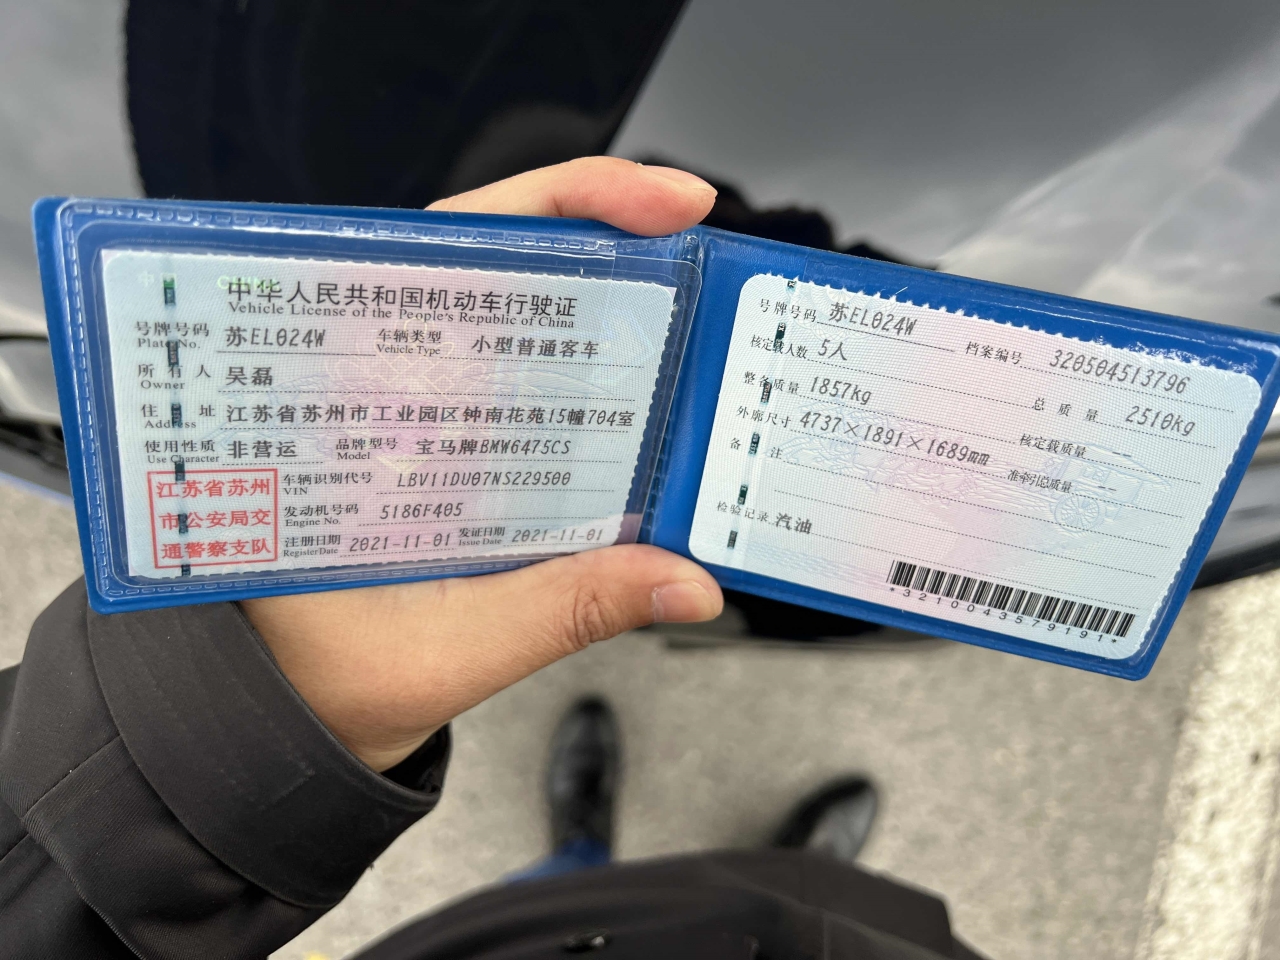 中 CHINA
中华人民共和国机动车行驶证
Vehicle License of the People's Republic of China
号牌号码 苏EL024W 车辆类型 小型普通客车
Plate No. Vehicle Type
所有人 吴磊
Owner
住址 江苏省苏州市工业园区钟南花苑15幢704室
Address
使用性质 非营运 品牌型号 宝马牌BMW6475CS
Use Character Model
江苏省苏州
市公安局交
通警察支队
车辆识别代号 LBV11DU07NS229500
VIN
发动机号码 5186F405
Engine No.
注册日期 2021-11-01 发证日期 2021-11-01
Register Date Issue Date
号牌号码 苏EL024W 档案编号 320504513796
核定载人数 5人 总质量 2510kg
整备质量 1857kg 核定载质量 --
外廓尺寸 4737×1891×1689mm 准牵引总质量 --
备注
检验记录 汽油
*3210043579191*